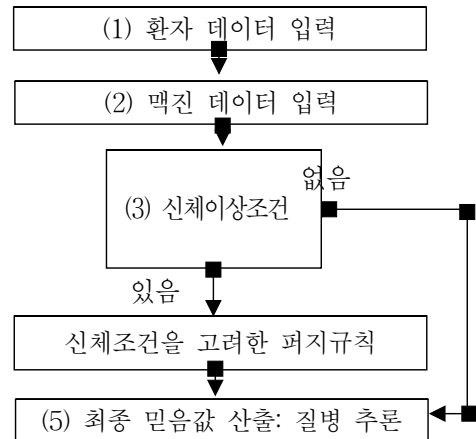 (1) 환자 데이터 입력
(2) 맥진 데이터 입력
없음
(3) 신체이상조건
있음
신체조건을 고려한 퍼지규칙
(5) 최종 믿음값 산출: 질병 추론